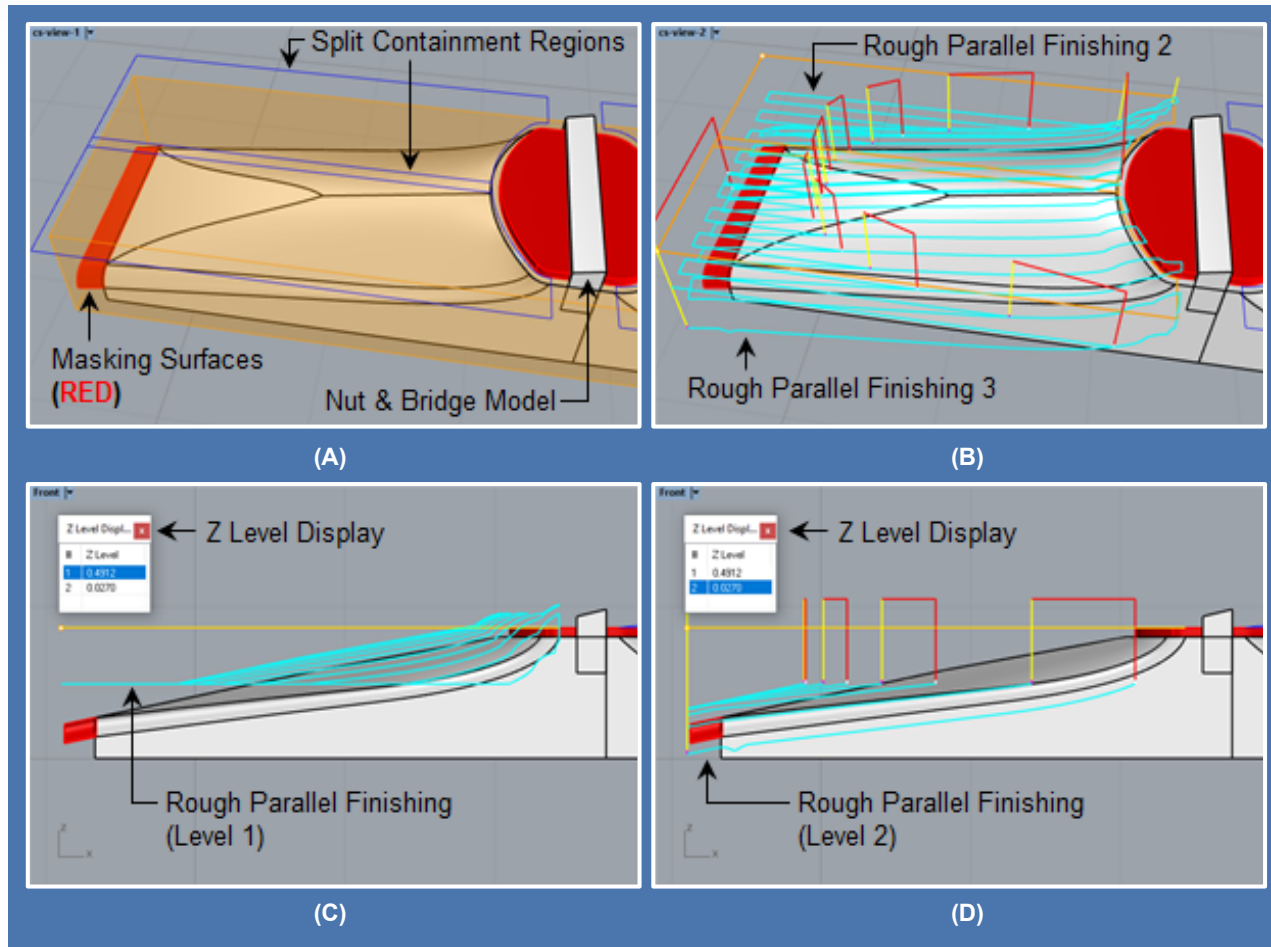 cs-view-1
Split Containment Regions
Masking Surfaces
(RED)
Nut & Bridge Model
(A)
cs-view-2
Rough Parallel Finishing 2
Rough Parallel Finishing 3
(B)
Front
Z Level Displ...
# Z Level
1 0.4912
2 0.0270
Z Level Display
Rough Parallel Finishing
(Level 1)
z
x
(C)
Front
Z Level Displ...
# Z Level
1 0.4912
2 0.0270
Z Level Display
Rough Parallel Finishing
(Level 2)
z
x
(D)